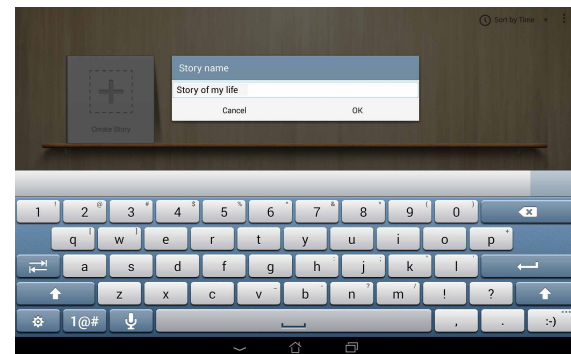 Sort by Time
Story name
Story of my life
Cancel OK
Create Story
1 ! 2 @ 3 # 4 $ 5 % 6 7 & 8 * 9 ( 0 )
q [ w ] e r t y u i o p +
a s d f g h : j ; k " l '
z x c v - b n ? m / ! ?
1@# , . :-)